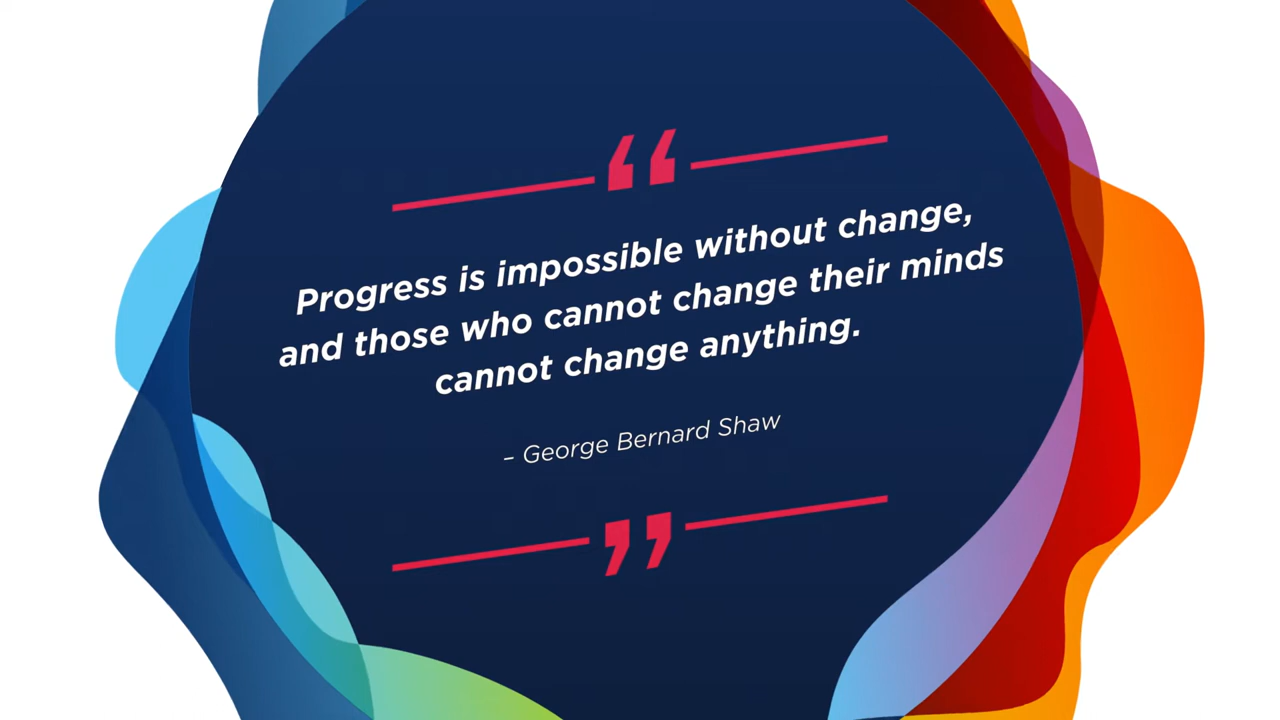 “
Progress is impossible without change,
and those who cannot change their minds
cannot change anything.
– George Bernard Shaw
”